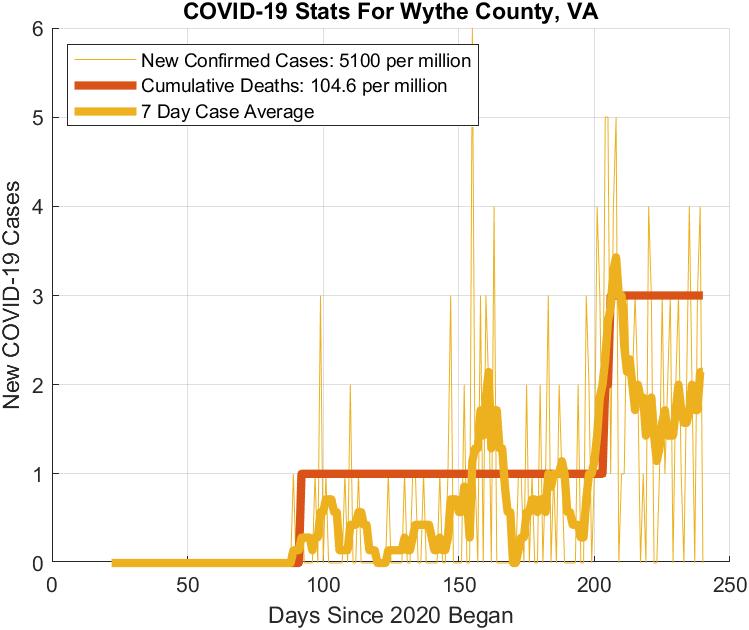 COVID-19 Stats For Wythe County, VA
New Confirmed Cases: 5100 per million
Cumulative Deaths: 104.6 per million
7 Day Case Average
New COVID-19 Cases
6
5
4
3
2
1
0
0 50 100 150 200 250
Days Since 2020 Began